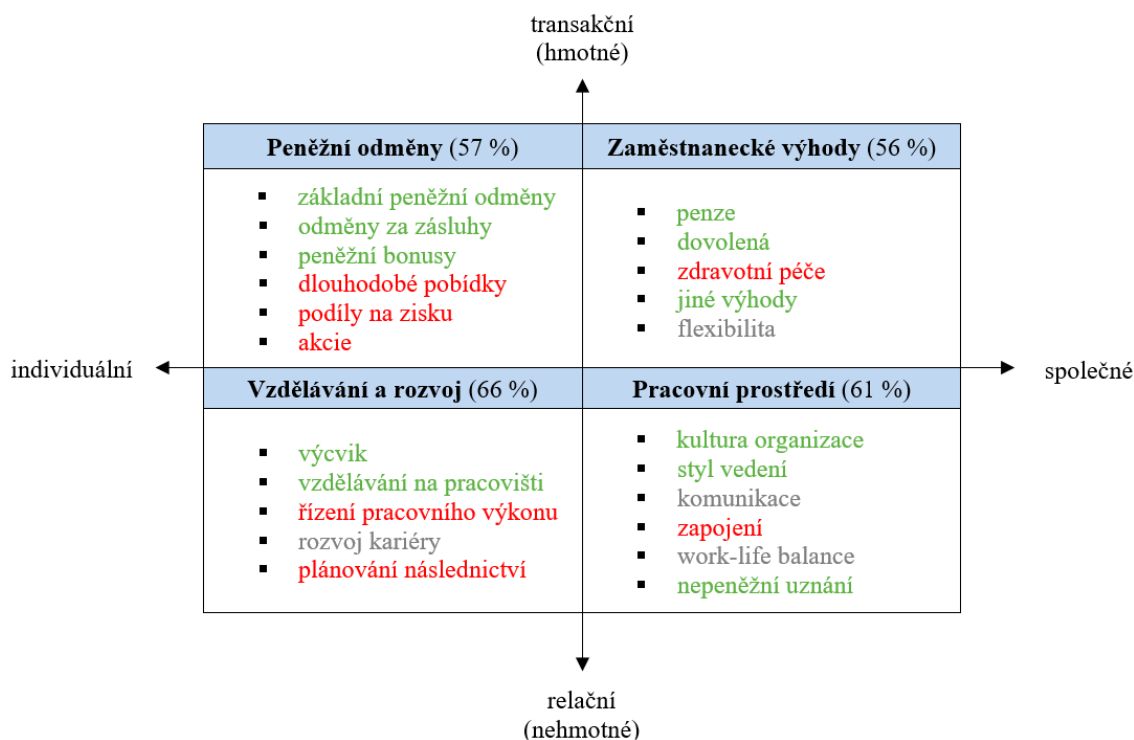 transakční
(hmotné)
Peněžní odměny (57 %)
základní peněžní odměny
odměny za zásluhy
peněžní bonusy
dlouhodobé pobídky
podíly na zisku
akcie
Zaměstnanecké výhody (56 %)
penze
dovolená
zdravotní péče
jiné výhody
flexibilita
individuální
společné
Vzdělávání a rozvoj (66 %)
výcvik
vzdělávání na pracovišti
řízení pracovního výkonu
rozvoj kariéry
plánování následnictví
Pracovní prostředí (61 %)
kultura organizace
styl vedení
komunikace
zapojení
work-life balance
nepeněžní uznání
relační
(nehmotné)